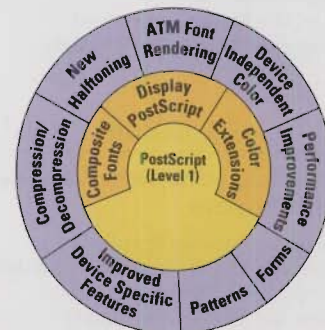 ATM Font
Rendering
Device
Independent
Color
Performance
Improvements
Forms
Patterns
Improved
Device Specific
Features
Compression/
Decompression
New
Halftoning
Display
PostScript
Color
Extensions
Composite
Fonts
PostScript
(Level 1)